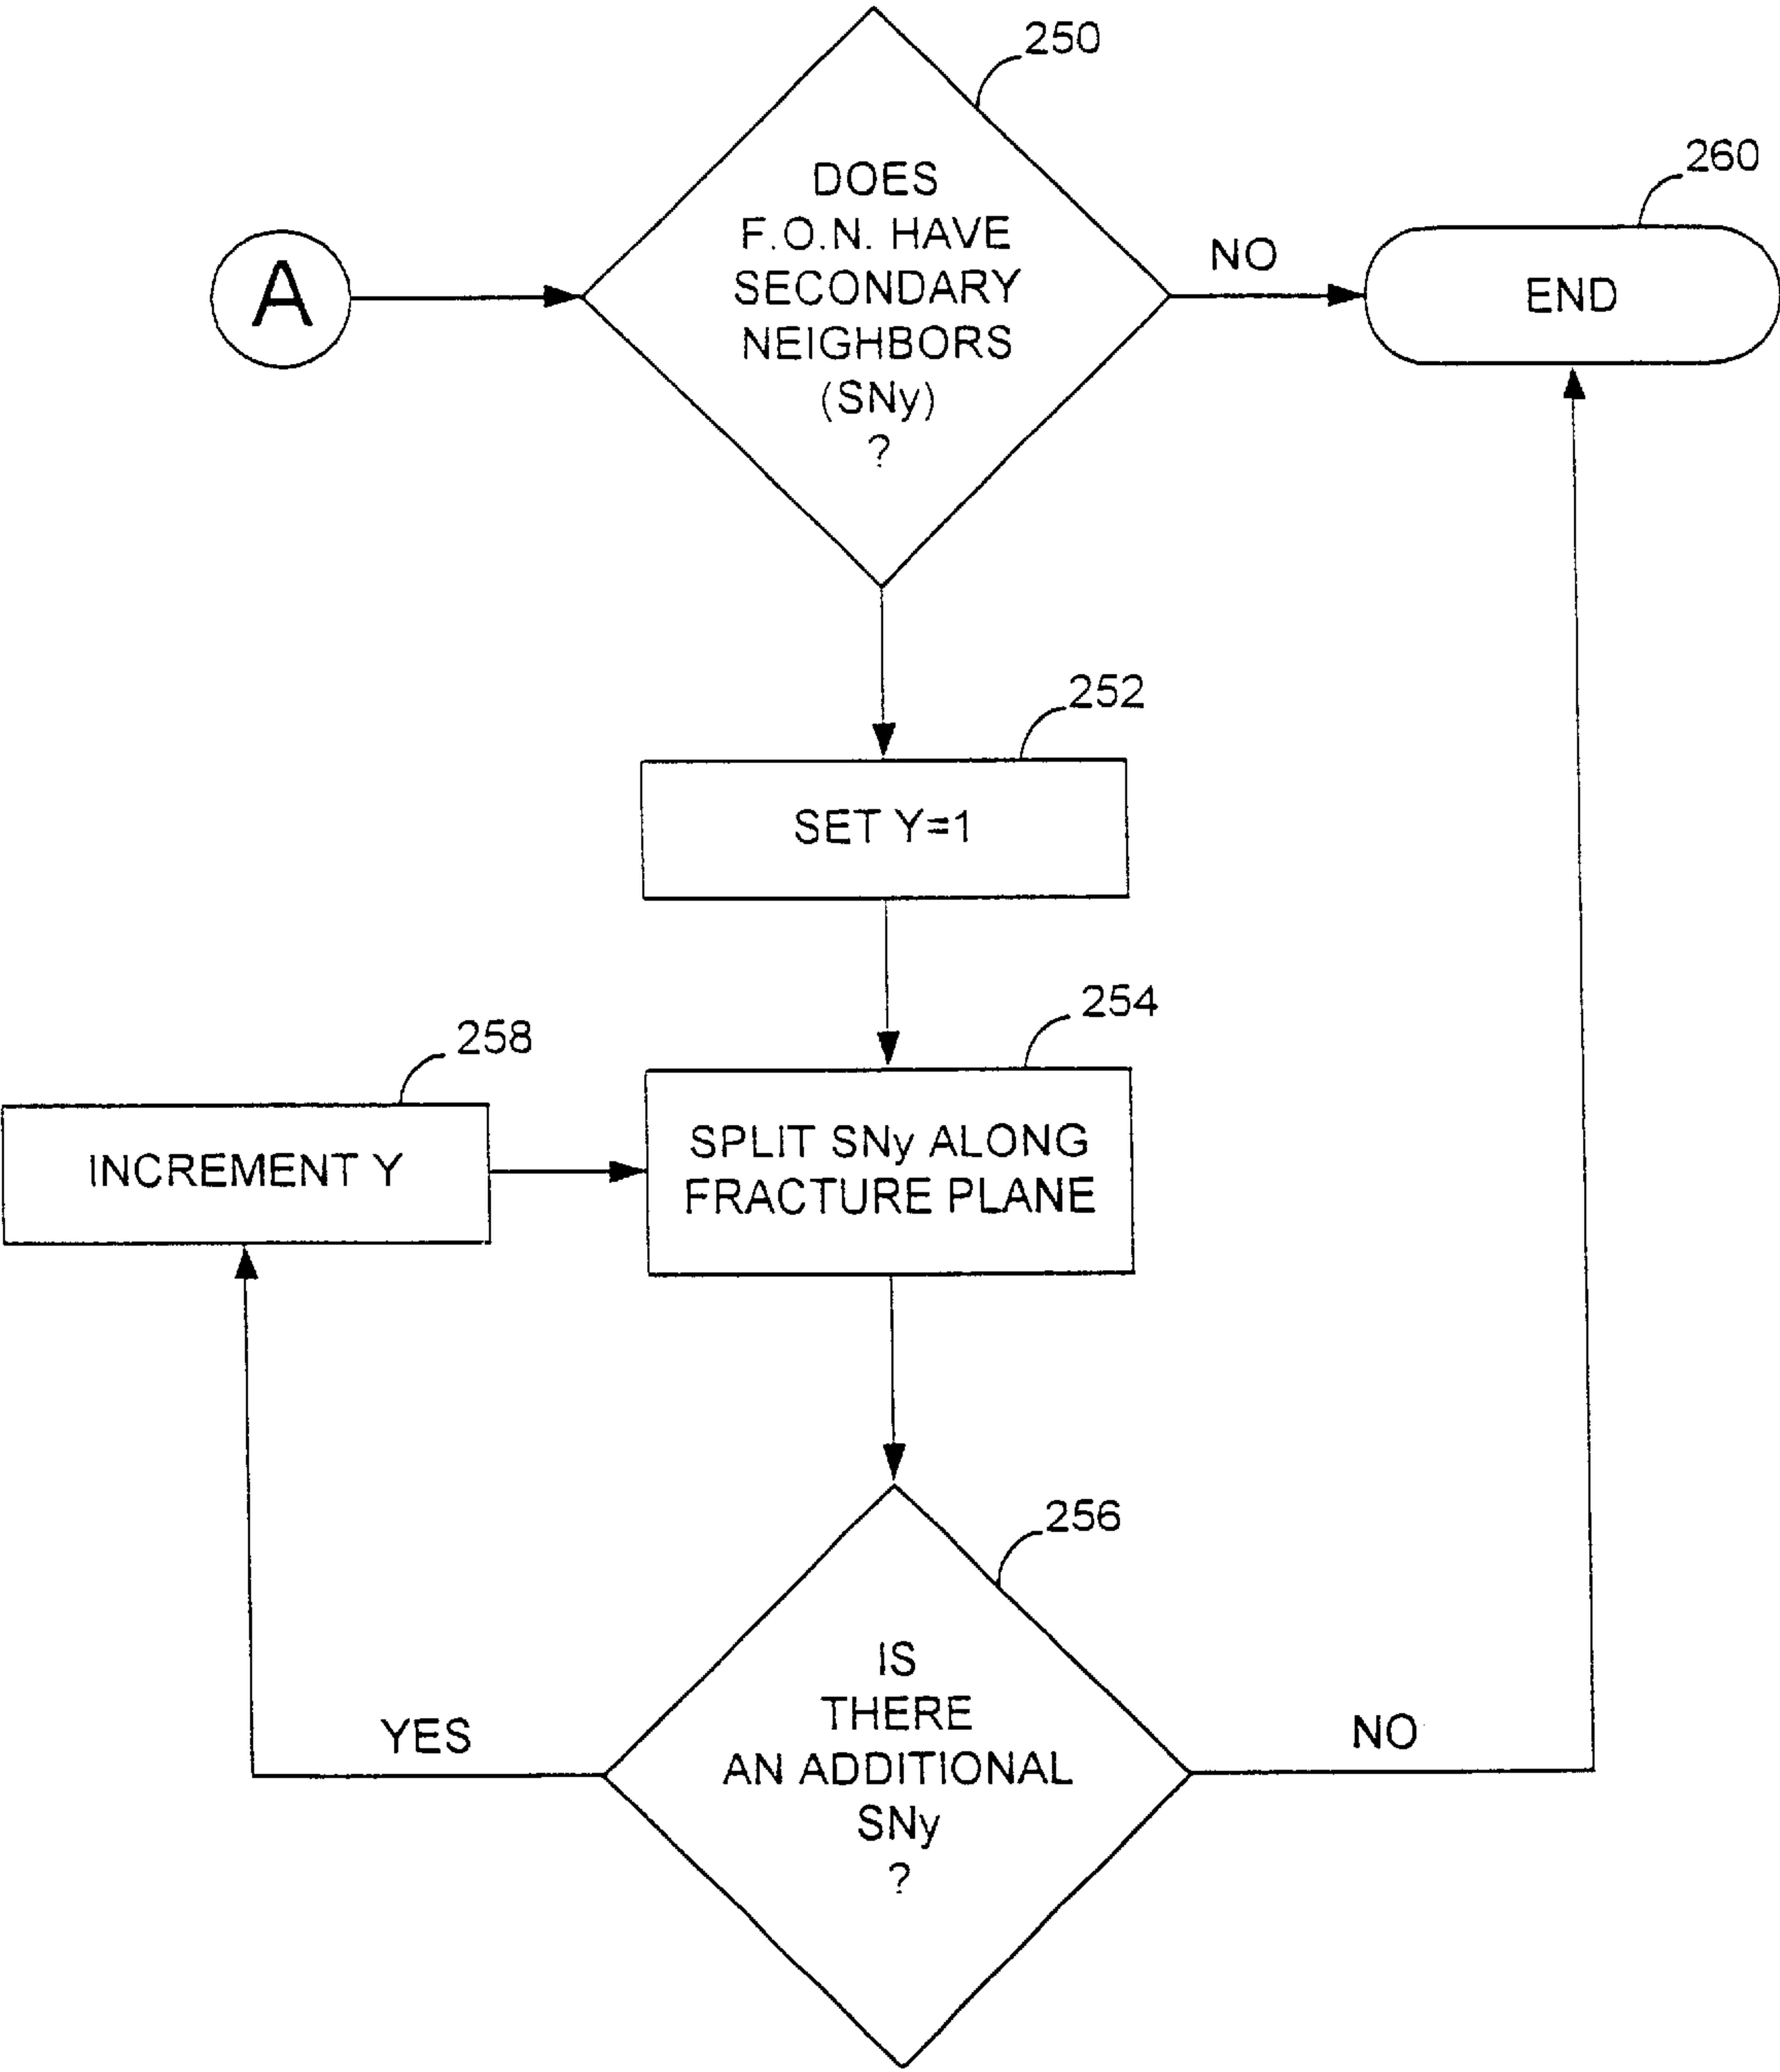 250
DOES
F.O.N. HAVE
SECONDARY
NEIGHBORS
(SNy)
?
A
NO
260
END
252
SET Y=1
254
SPLIT SNy ALONG
FRACTURE PLANE
258
INCREMENT Y
256
IS
THERE
AN ADDITIONAL
SNy
?
YES
NO